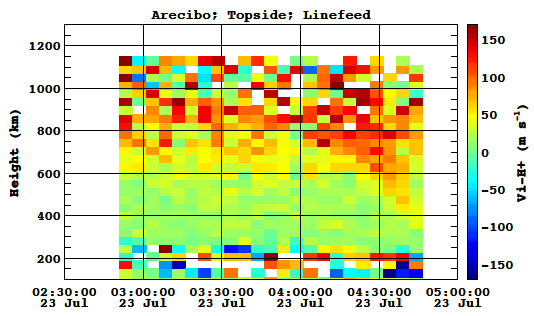 Arecibo; Topside; Linefeed
1200
1000
800
600
400
200
Height (km)
02:30:00 03:00:00 03:30:00 04:00:00 04:30:00 05:00:00
23 Jul 23 Jul 23 Jul 23 Jul 23 Jul 23 Jul
150
100
50
0
−50
−100
−150
Vi-H+ (m s⁻¹)